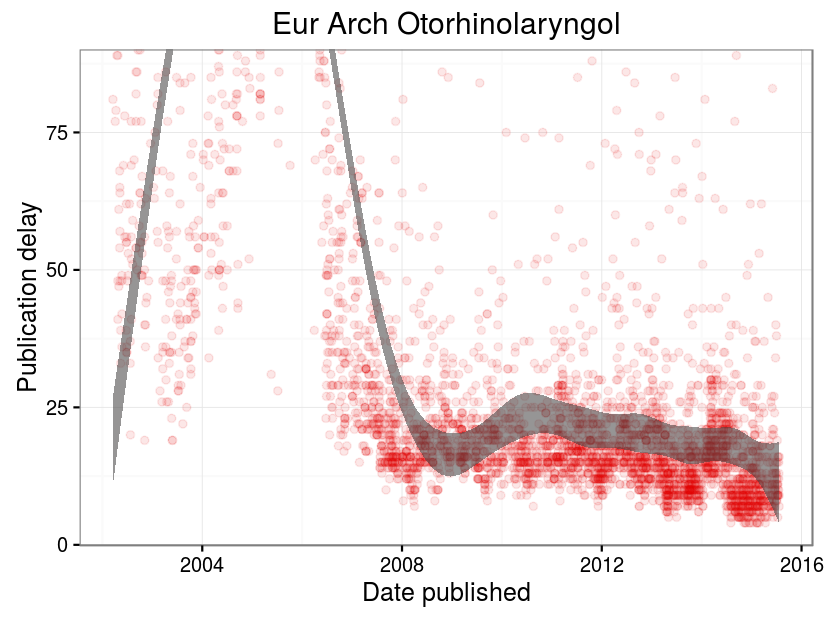 Eur Arch Otorhinolaryngol
Publication delay
75
50
25
0
2004
2008
2012
2016
Date published